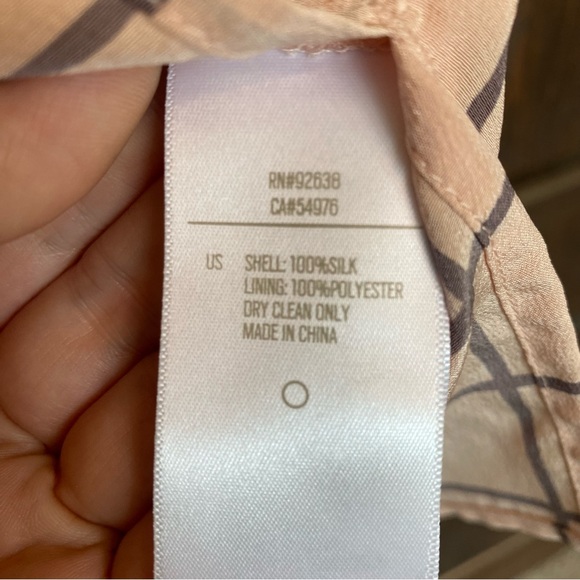 RN#92638
CA#54976
US SHELL: 100%SILK
LINING: 100%POLYESTER
DRY CLEAN ONLY
MADE IN CHINA